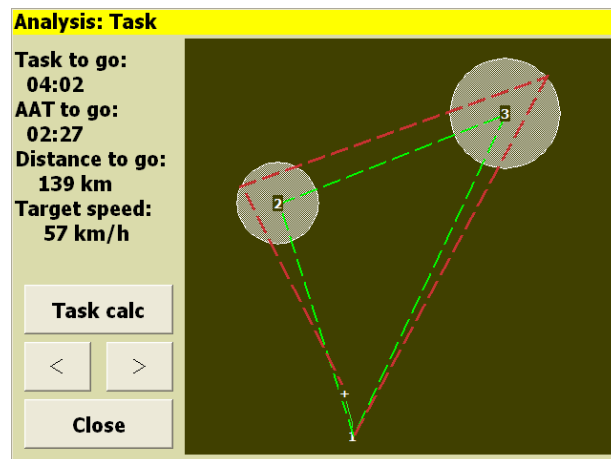 Analysis: Task
Task to go:
04:02
AAT to go:
02:27
Distance to go:
139 km
Target speed:
57 km/h
Task calc
< >
Close
3
2
+
1